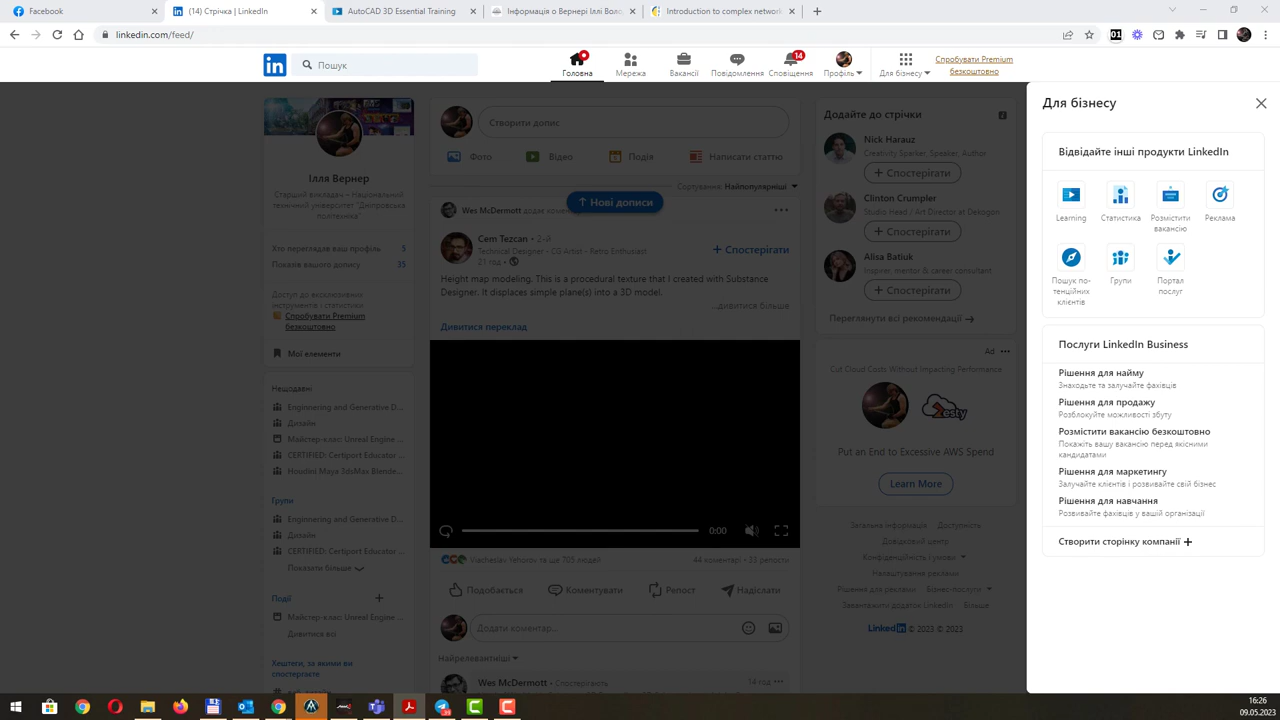 Facebook
(14) Стрічка | LinkedIn
AutoCAD 3D Essential Training
Інформація о Вернері Іллі Воло
Introduction to complex network
linkedin.com/feed/
Пошук
Головна
Мережа
Вакансії
Повідомлення
14
Сповіщення
Профіль
Для бізнесу
Спробувати Premium
безкоштовно
Ілля Вернер
Старший викладач – Національний
технічний університет "Дніпровська
політехніка"
Хто переглядав ваш профіль 5
Покази вашого допису 35
Доступ до ексклюзивних
інструментів і статистики
Спробувати Premium
безкоштовно
Мої елементи
Нещодавні
Enginnering and Generative D...
Дизайн
Майстер-клас: Unreal Engine ...
CERTIFIED: Certiport Educator ...
Houdini Maya 3dsMax Blende...
Групи
Enginnering and Generative D...
Дизайн
CERTIFIED: Certiport Educator ...
Показати більше
Події
Майстер-клас: Unreal Engine ...
Дивитися всі
Хештеги, за якими ви
спостерігаєте
Створити допис
Фото
Відео
Подія
Написати статтю
Сортування: Найпопулярніші
Нові дописи
Wes McDermott додає комен
Cem Tezcan • 2-й
Technical Designer - CG Artist - Retro Enthusiast!
21 год •
Спостерігати
Height map modeling. This is a procedural texture that I created with Substance
Designer. It displaces simple plane(s) into a 3D model.
...дивитися більше
Дивитися переклад
0:00
Viacheslav Yehorov та ще 705 людей
44 коментарі • 35 репости
Подобається
Коментувати
Репост
Надіслати
Додати коментар...
Найрелевантніші
Wes McDermott • Спостерігають
14 год
Додайте до стрічки
Nick Harauz
Creativity Sparker, Speaker, Author
Спостерігати
Clinton Crumpler
Studio Head / Art Director at Dekogon
Спостерігати
Alisa Batiuk
Inspirer, mentor & career consultant
Спостерігати
Переглянути всі рекомендації
Ad
Cut Cloud Costs Without Impacting Performance
Zesty
Put an End to Excessive AWS Spend
Learn More
Загальна інформація
Доступність
Довідковий центр
Конфіденційність й умови
Налаштування реклами
Рішення для реклами
Бізнес-послуги
Завантажити додаток LinkedIn
Більше
LinkedIn © 2023 © 2023
Для бізнесу
Відвідайте інші продукти LinkedIn
Learning
Статистика
Розмістити
вакансію
Реклама
Пошук по-
тенційних
клієнтів
Групи
Портал
послуг
Послуги LinkedIn Business
Рішення для найму
Знаходьте та залучайте фахівців
Рішення для продажу
Розблокуйте можливості збуту
Розмістити вакансію безкоштовно
Покажіть вашу вакансію перед якісними
кандидатами
Рішення для маркетингу
Залучайте клієнтів і розвивайте свій бізнес
Рішення для навчання
Розвивайте фахівців у вашій організації
Створити сторінку компанії
16:26
09.05.2023